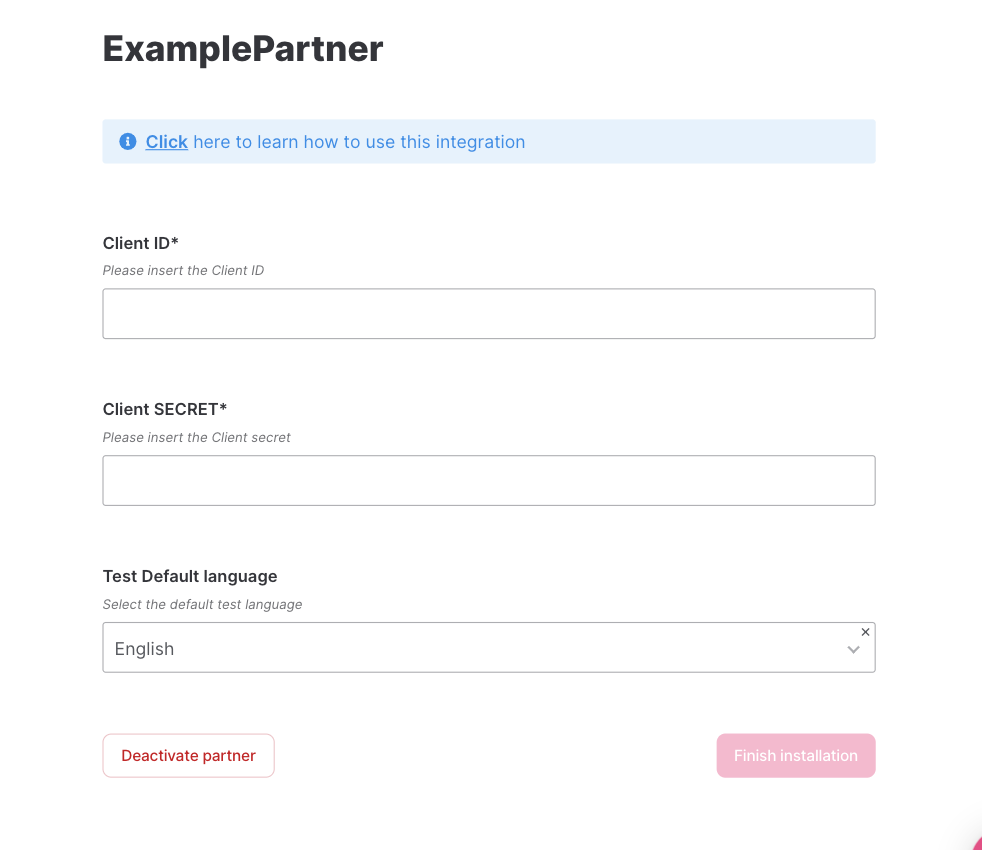 ExamplePartner
Click here to learn how to use this integration
Client ID*
Please insert the Client ID
Client SECRET*
Please insert the Client secret
Test Default language
Select the default test language
English
Deactivate partner
Finish installation